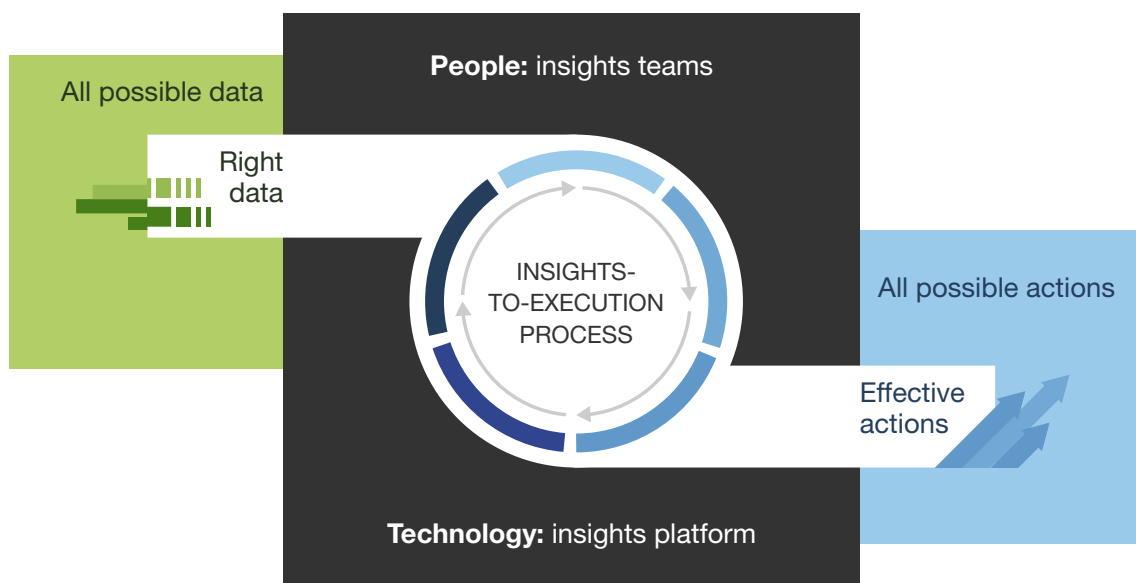 People: insights teams
All possible data
Right
data
INSIGHTS-
TO-EXECUTION
PROCESS
All possible actions
Effective
actions
Technology: insights platform